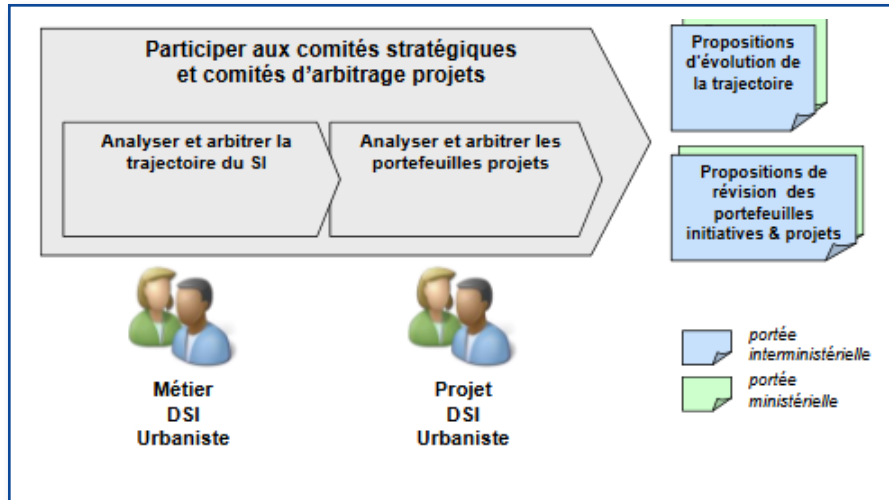 Participer aux comités stratégiques
et comités d'arbitrage projets
Analyser et arbitrer la
trajectoire du SI
Analyser et arbitrer les
portefeuilles projets
Propositions
d'évolution de
la trajectoire
Propositions de
révision des
portefeuilles
initiatives & projets
Métier
DSI
Urbaniste
Projet
DSI
Urbaniste
portée
interministérielle
portée
ministérielle